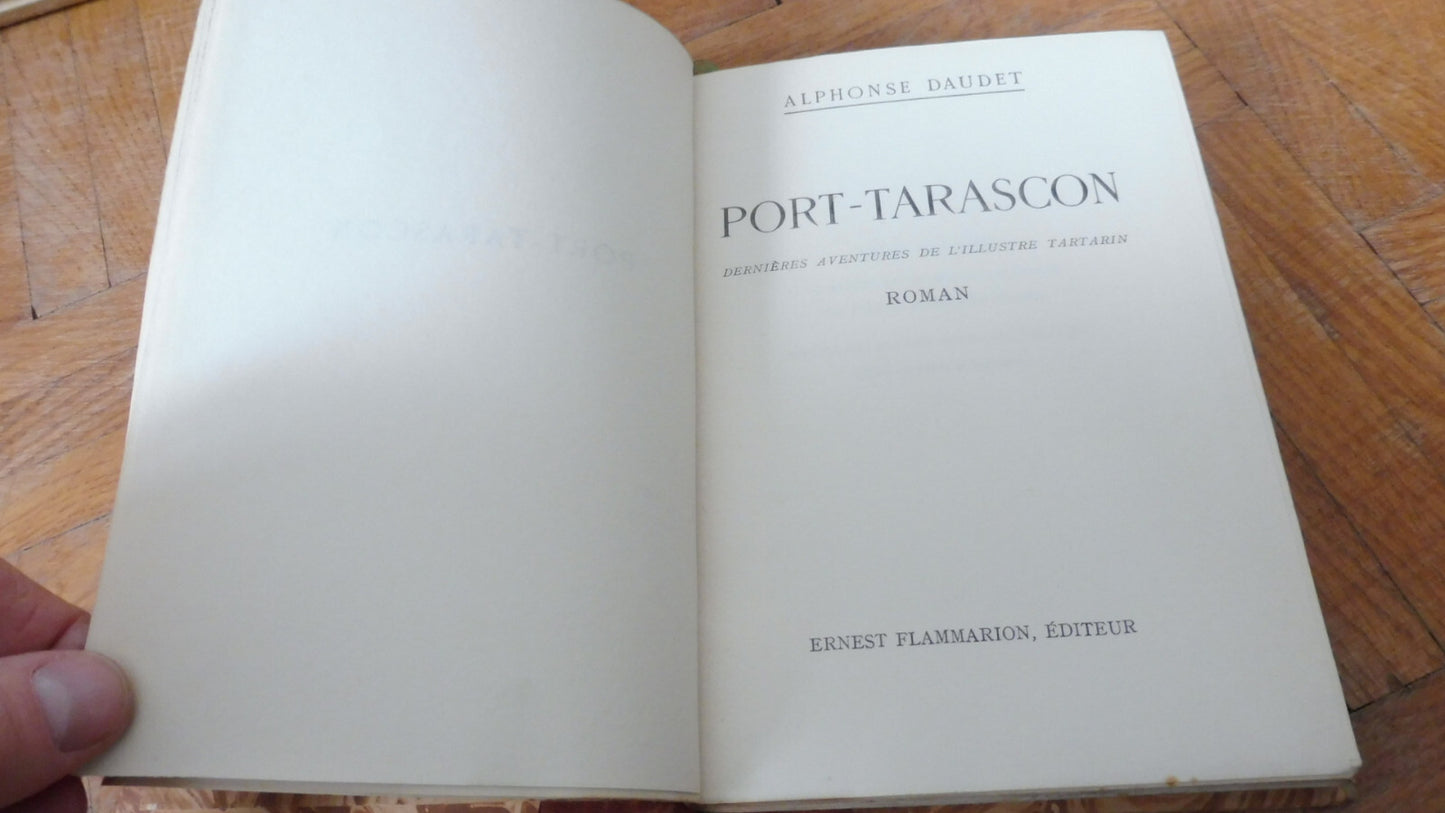 ALPHONSE DAUDET
PORT-TARASCON
DERNIÈRES AVENTURES DE L'ILLUSTRE TARTARIN
ROMAN
ERNEST FLAMMARION, ÉDITEUR